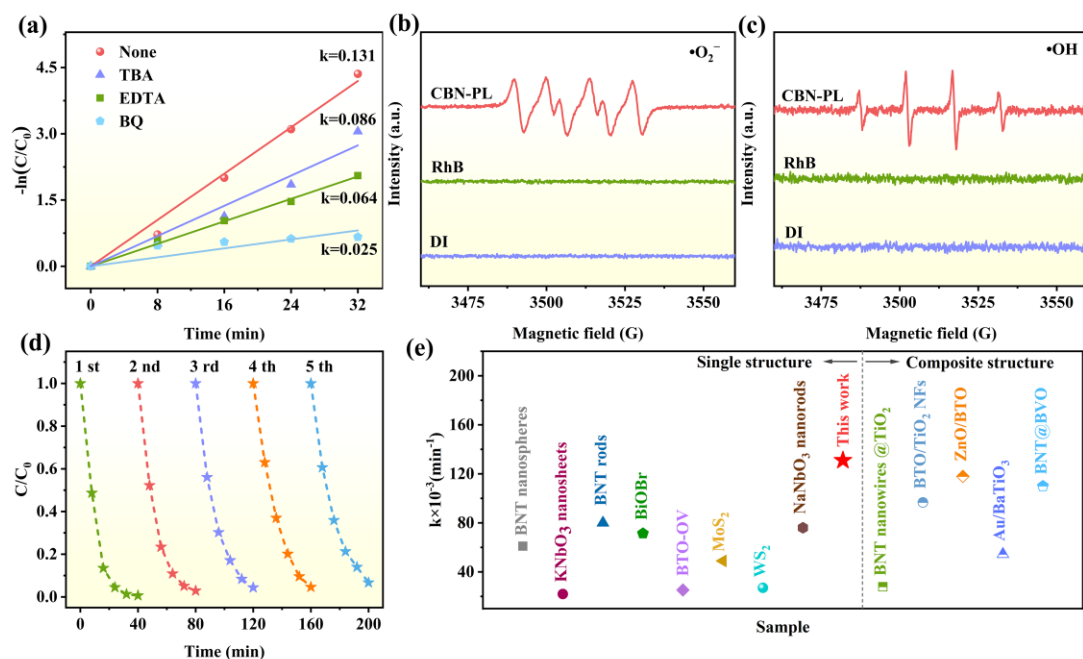 (a)
None
TBA
EDTA
BQ
k=0.131
k=0.086
k=0.064
k=0.025
4.5
3.0
1.5
0.0
-ln(C/C₀)
0 8 16 24 32
Time (min)
(b)
•O₂⁻
CBN-PL
RhB
DI
Intensity (a.u.)
3475 3500 3525 3550
Magnetic field (G)
(c)
•OH
CBN-PL
RhB
DI
Intensity (a.u.)
3475 3500 3525 3550
Magnetic field (G)
(d)
1 st 2 nd 3 rd 4 th 5 th
1.0
0.8
0.6
0.4
0.2
0.0
C/C₀
0 40 80 120 160 200
Time (min)
(e)
Single structure
Composite structure
200
160
120
80
40
k×10⁻³(min⁻¹)
BNT nanospheres
KNbO₃ nanosheets
BNT rods
BiOBr
BTO-OV
MoS₂
WS₂
NaNbO₃ nanorods
This work
BNT nanowires @TiO₂
BTO/TiO₂ NFs
ZnO/BTO
Au/BaTiO₃
BNT@BVO
Sample